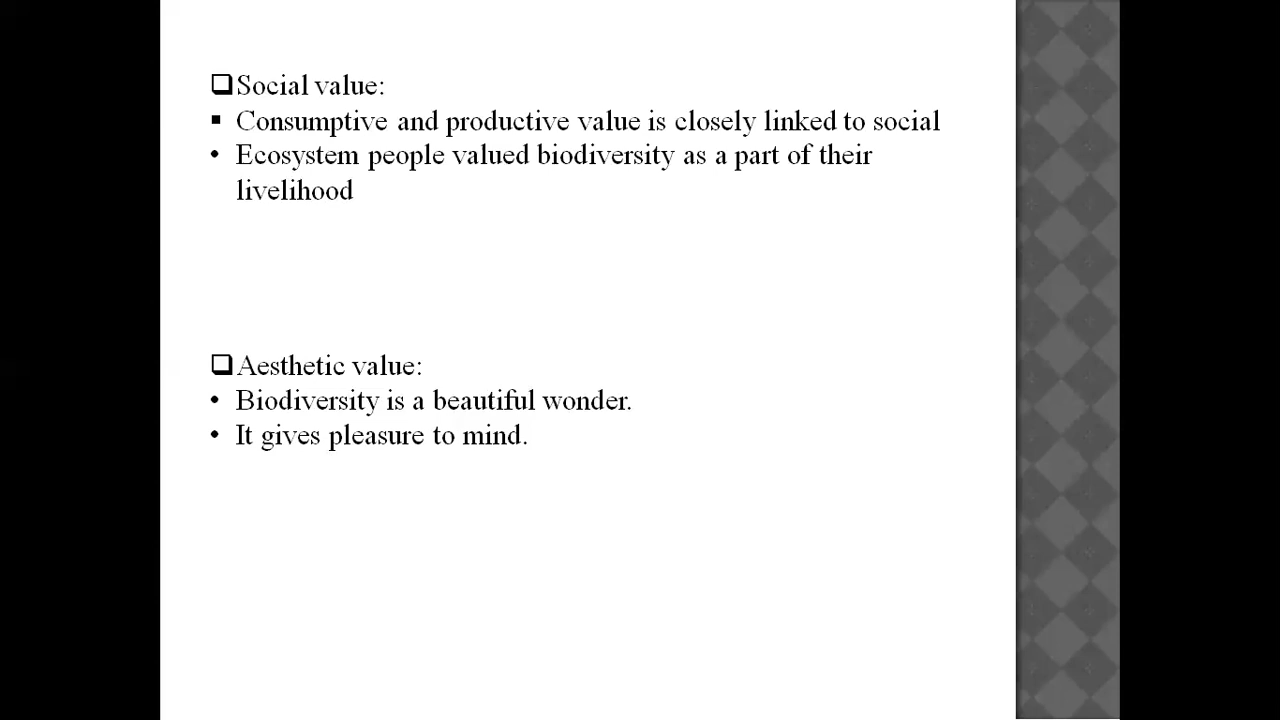 ❑Social value:
▪ Consumptive and productive value is closely linked to social
• Ecosystem people valued biodiversity as a part of their
livelihood
❑Aesthetic value:
• Biodiversity is a beautiful wonder.
• It gives pleasure to mind.